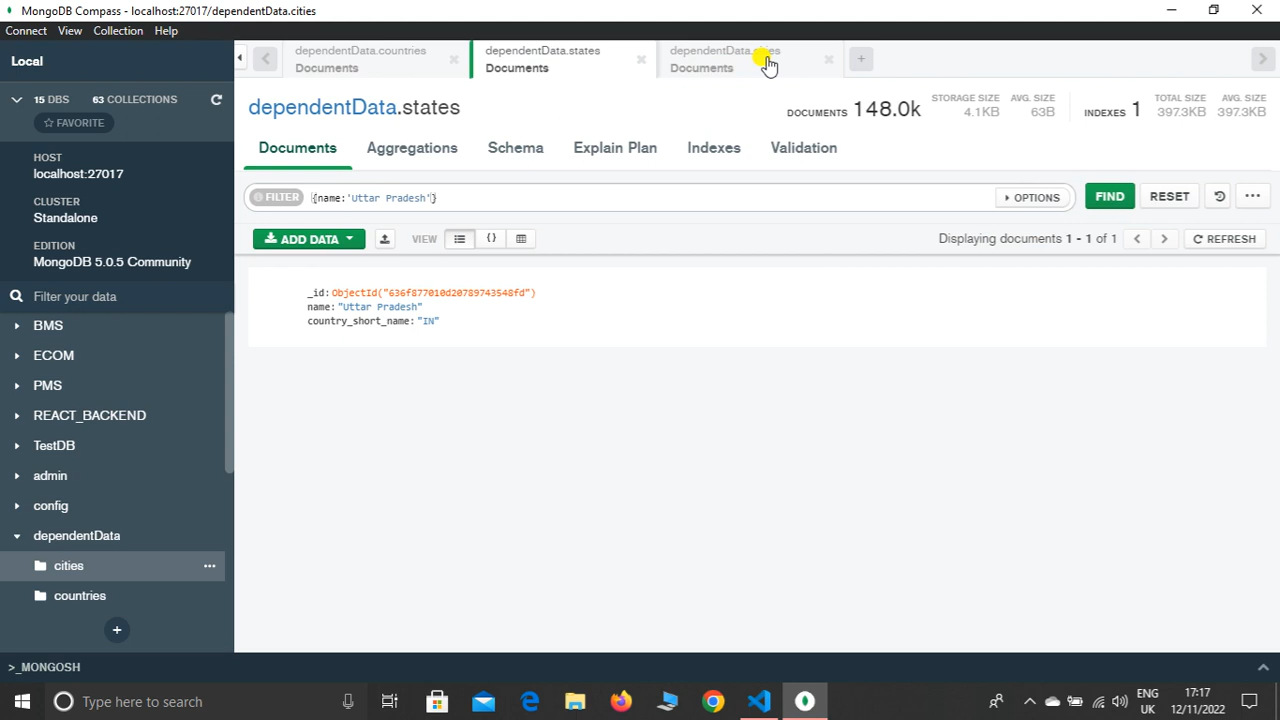 MongoDB Compass - localhost:27017/dependentData.cities
Connect View Collection Help
Local
15 DBS 63 COLLECTIONS
FAVORITE
HOST
localhost:27017
CLUSTER
Standalone
EDITION
MongoDB 5.0.5 Community
Filter your data
BMS
ECOM
PMS
REACT_BACKEND
TestDB
admin
config
dependentData
cities
countries
dependentData.countries
Documents
dependentData.states
Documents
Documents
dependentData.states
DOCUMENTS 148.0k
STORAGE SIZE
4.1KB
AVG. SIZE
63B
INDEXES 1
TOTAL SIZE
397.3KB
AVG. SIZE
397.3KB
Documents Aggregations Schema Explain Plan Indexes Validation
FILTER {name:'Uttar Pradesh'} OPTIONS FIND RESET
ADD DATA VIEW {} Displaying documents 1 - 1 of 1 REFRESH
_id: ObjectId("636f877010d20789743548fd")
name: "Uttar Pradesh"
country_short_name: "IN"
>_MONGOSH
Type here to search
ENG
UK
17:17
12/11/2022